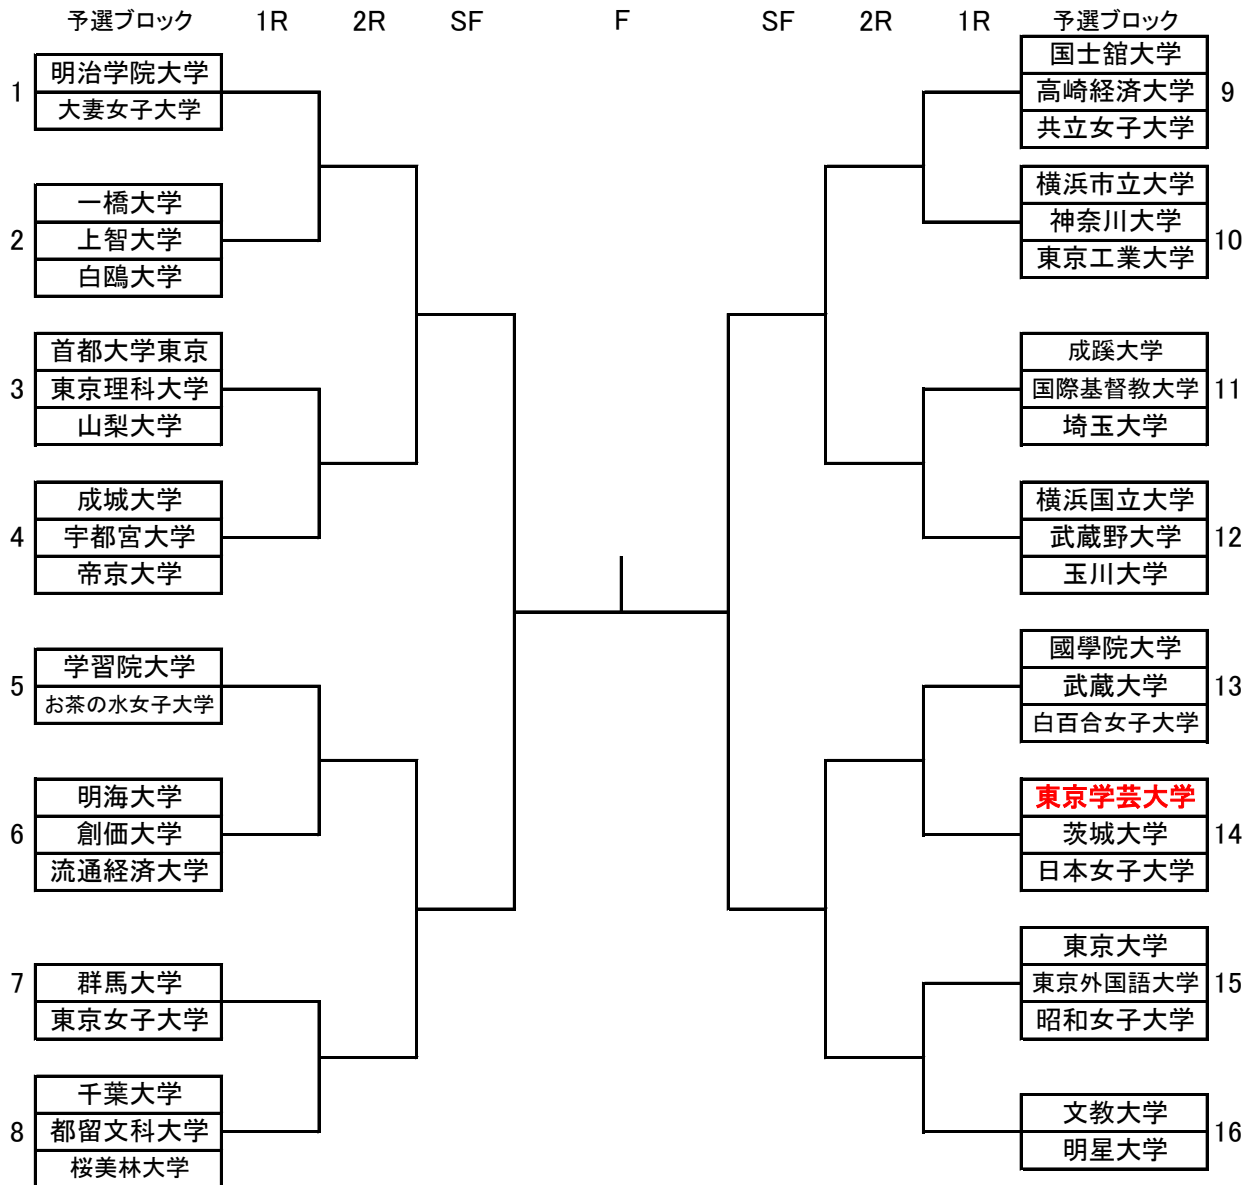 予選ブロック 1R 2R SF F SF 2R 1R 予選ブロック
1
明治学院大学
大妻女子大学
2
一橋大学
上智大学
白鴎大学
3
首都大学東京
東京理科大学
山梨大学
4
成城大学
宇都宮大学
帝京大学
5
学習院大学
お茶の水女子大学
6
明海大学
創価大学
流通経済大学
7
群馬大学
東京女子大学
8
千葉大学
都留文科大学
桜美林大学
国士舘大学
高崎経済大学
共立女子大学
9
横浜市立大学
神奈川大学
東京工業大学
10
成蹊大学
国際基督教大学
埼玉大学
11
横浜国立大学
武蔵野大学
玉川大学
12
國學院大学
武蔵大学
白百合女子大学
13
東京学芸大学
茨城大学
日本女子大学
14
東京大学
東京外国語大学
昭和女子大学
15
文教大学
明星大学
16